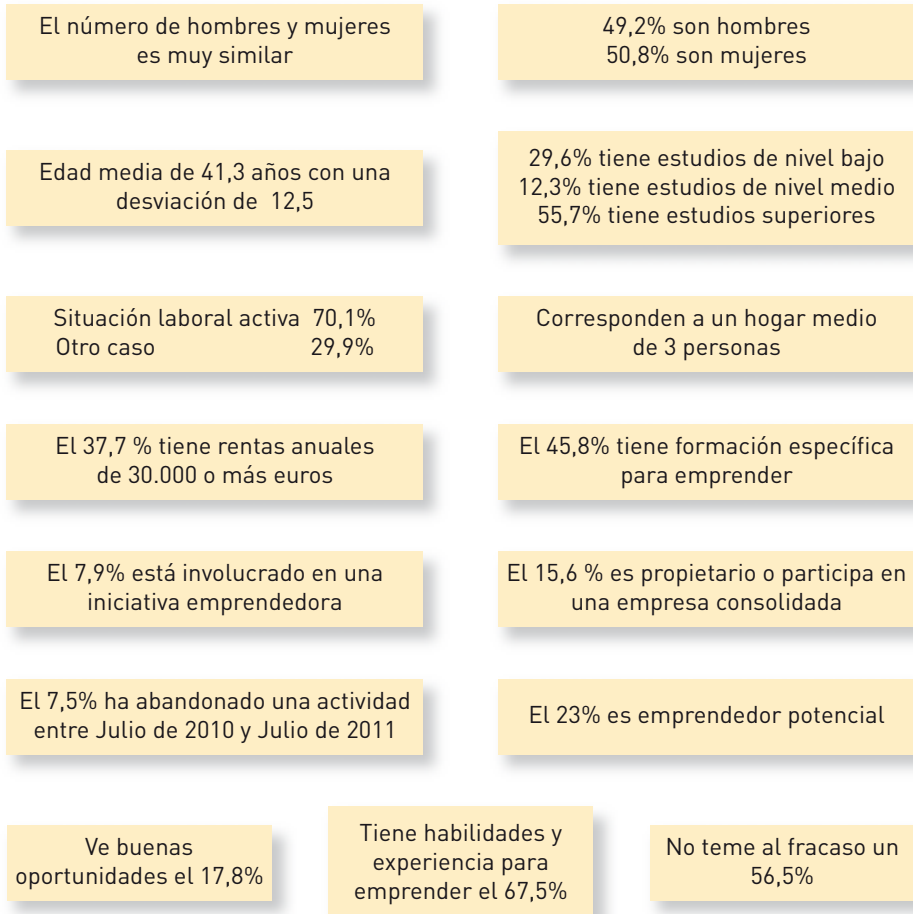 El número de hombres y mujeres
es muy similar
49,2% son hombres
50,8% son mujeres
Edad media de 41,3 años con una
desviación de 12,5
29,6% tiene estudios de nivel bajo
12,3% tiene estudios de nivel medio
55,7% tiene estudios superiores
Situación laboral activa 70,1%
Otro caso 29,9%
Corresponden a un hogar medio
de 3 personas
El 37,7 % tiene rentas anuales
de 30.000 o más euros
El 45,8% tiene formación específica
para emprender
El 7,9% está involucrado en una
iniciativa emprendedora
El 15,6 % es propietario o participa en
una empresa consolidada
El 7,5% ha abandonado una actividad
entre Julio de 2010 y Julio de 2011
El 23% es emprendedor potencial
Ve buenas
oportunidades el 17,8%
Tiene habilidades y
experiencia para
emprender el 67,5%
No teme al fracaso un
56,5%